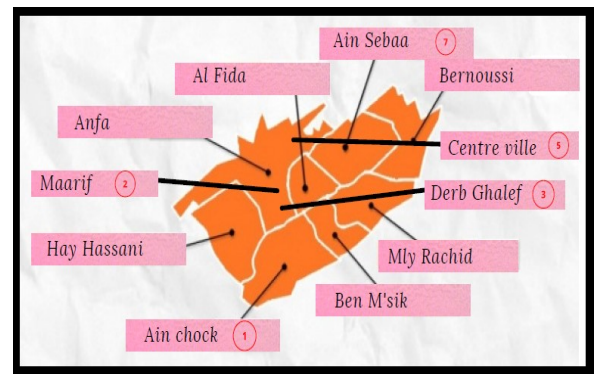 Ain Sebaa 7
Al Fida
Bernoussi
Anfa
Centre ville 5
Maarif 2
Derb Ghalef 3
Hay Hassani
Mly Rachid
Ben M'sik
Ain chock 1